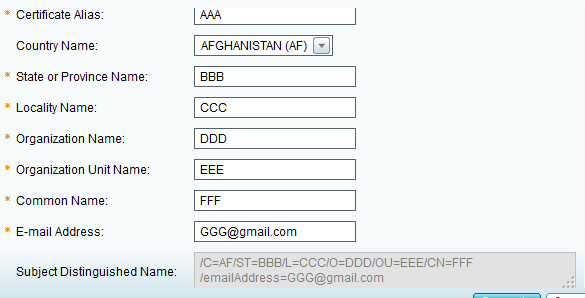 * Certificate Alias: AAA
Country Name: AFGHANISTAN (AF)
* State or Province Name: BBB
* Locality Name: CCC
* Organization Name: DDD
* Organization Unit Name: EEE
* Common Name: FFF
* E-mail Address: GGG@gmail.com
Subject Distinguished Name: /C=AF/ST=BBB/L=CCC/O=DDD/OU=EEE/CN=FFF
/emailAddress=GGG@gmail.com